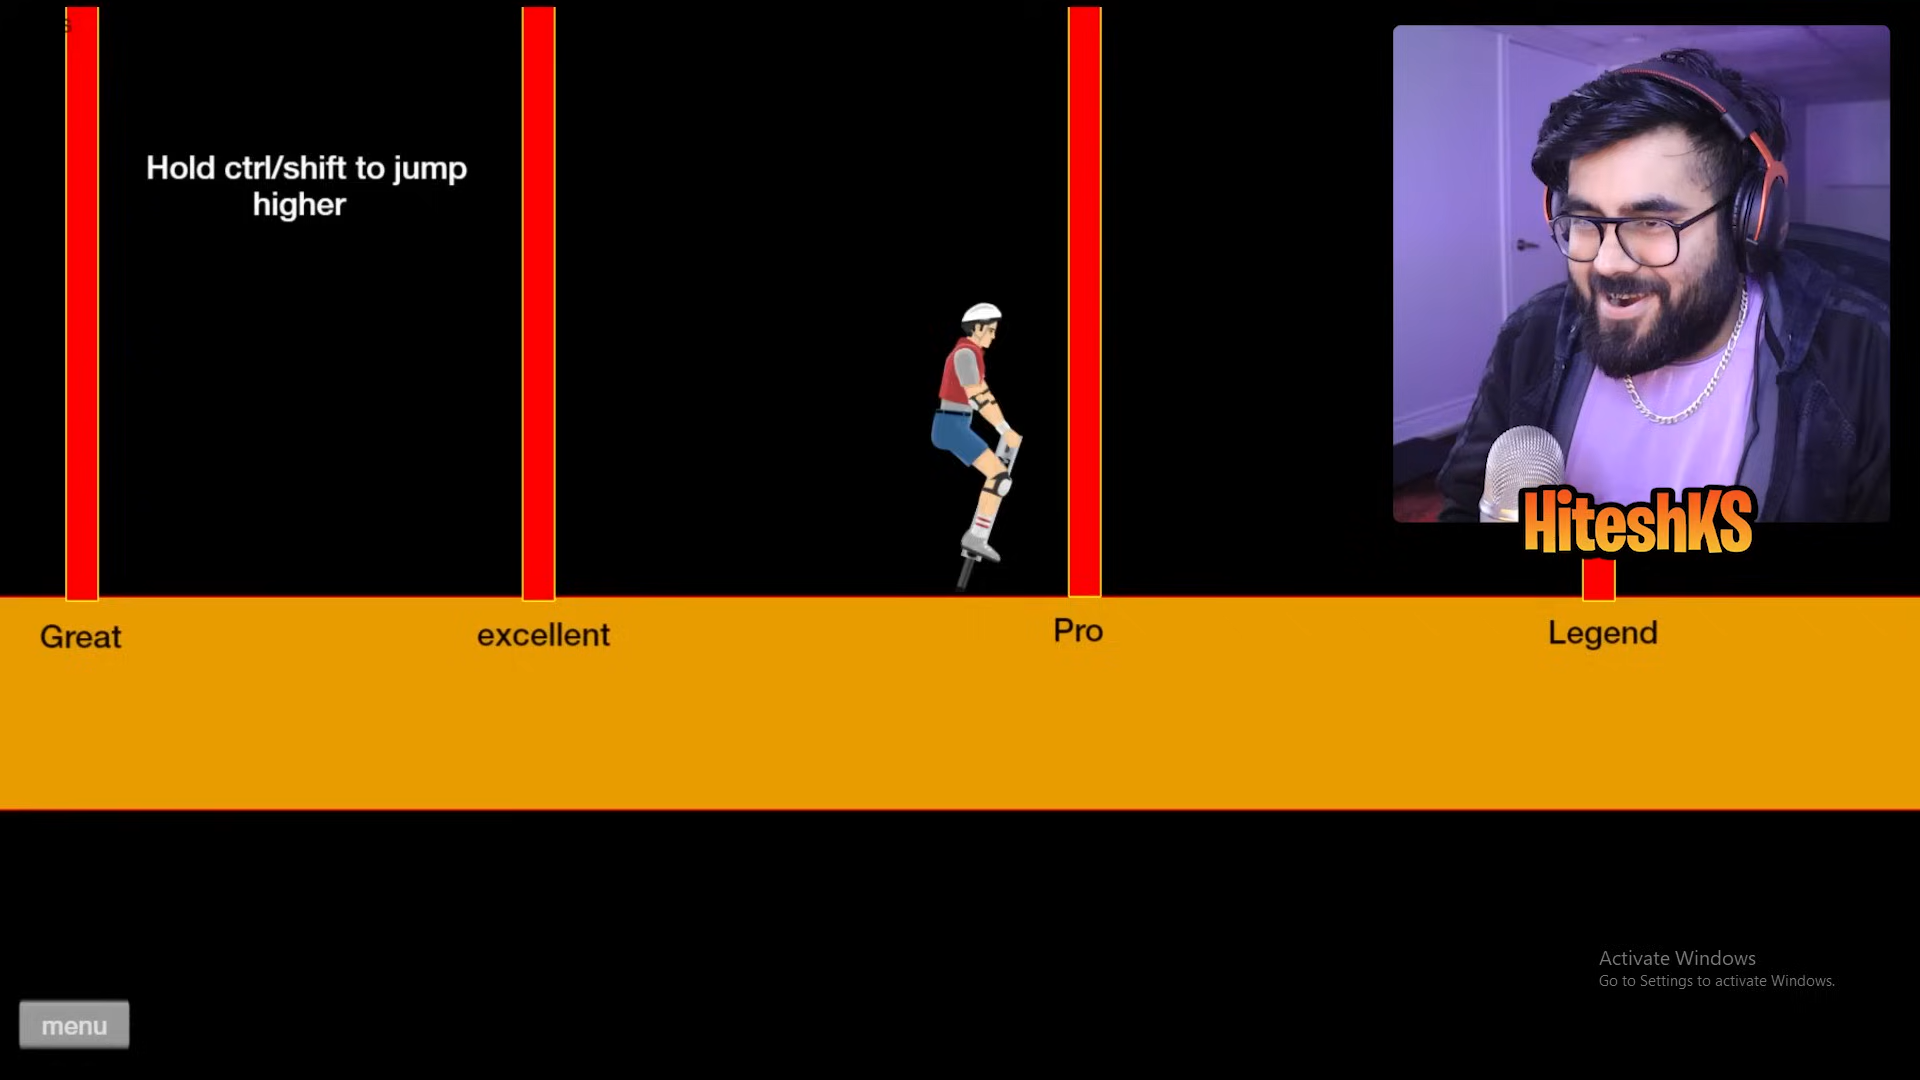 Hold ctrl/shift to jump
higher
HiteshKS
Great
excellent
Pro
Legend
Activate Windows
Go to Settings to activate Windows.
menu